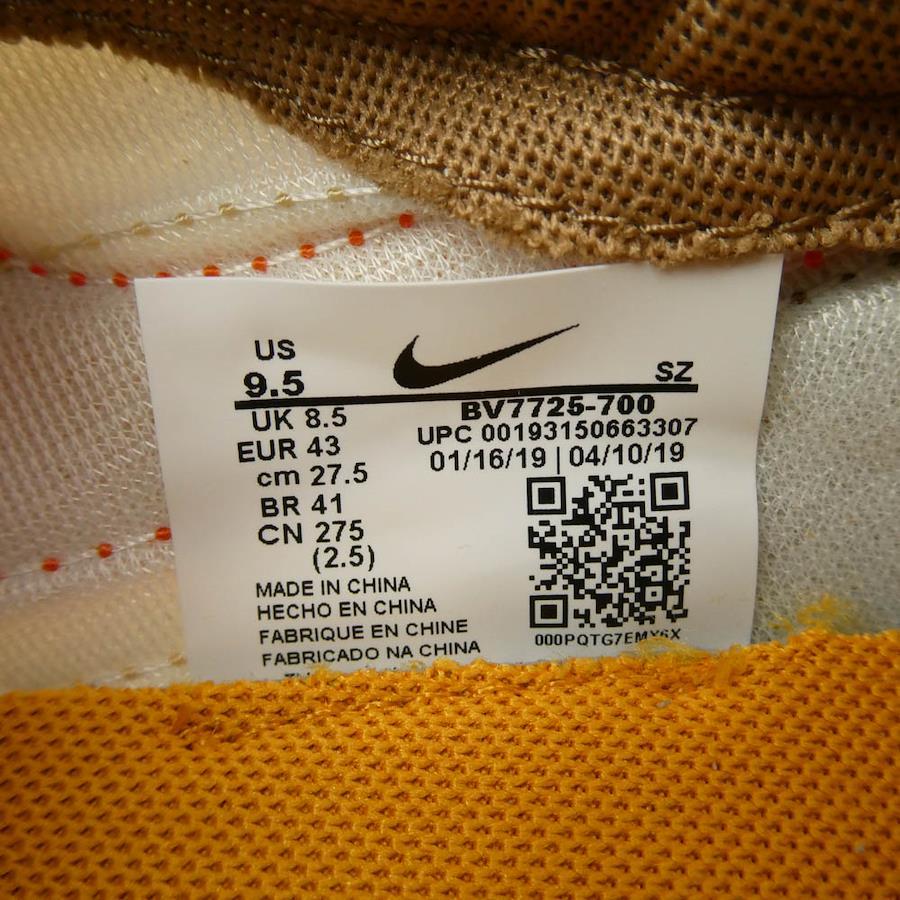 US
9.5
SZ
UK 8.5
EUR 43
cm 27.5
BR 41
CN 275
(2.5)
BV7725-700
UPC 00193150663307
01/16/19 | 04/10/19
MADE IN CHINA
HECHO EN CHINA
FABRIQUE EN CHINE
FABRICADO NA CHINA
000PQTG7EMX6X